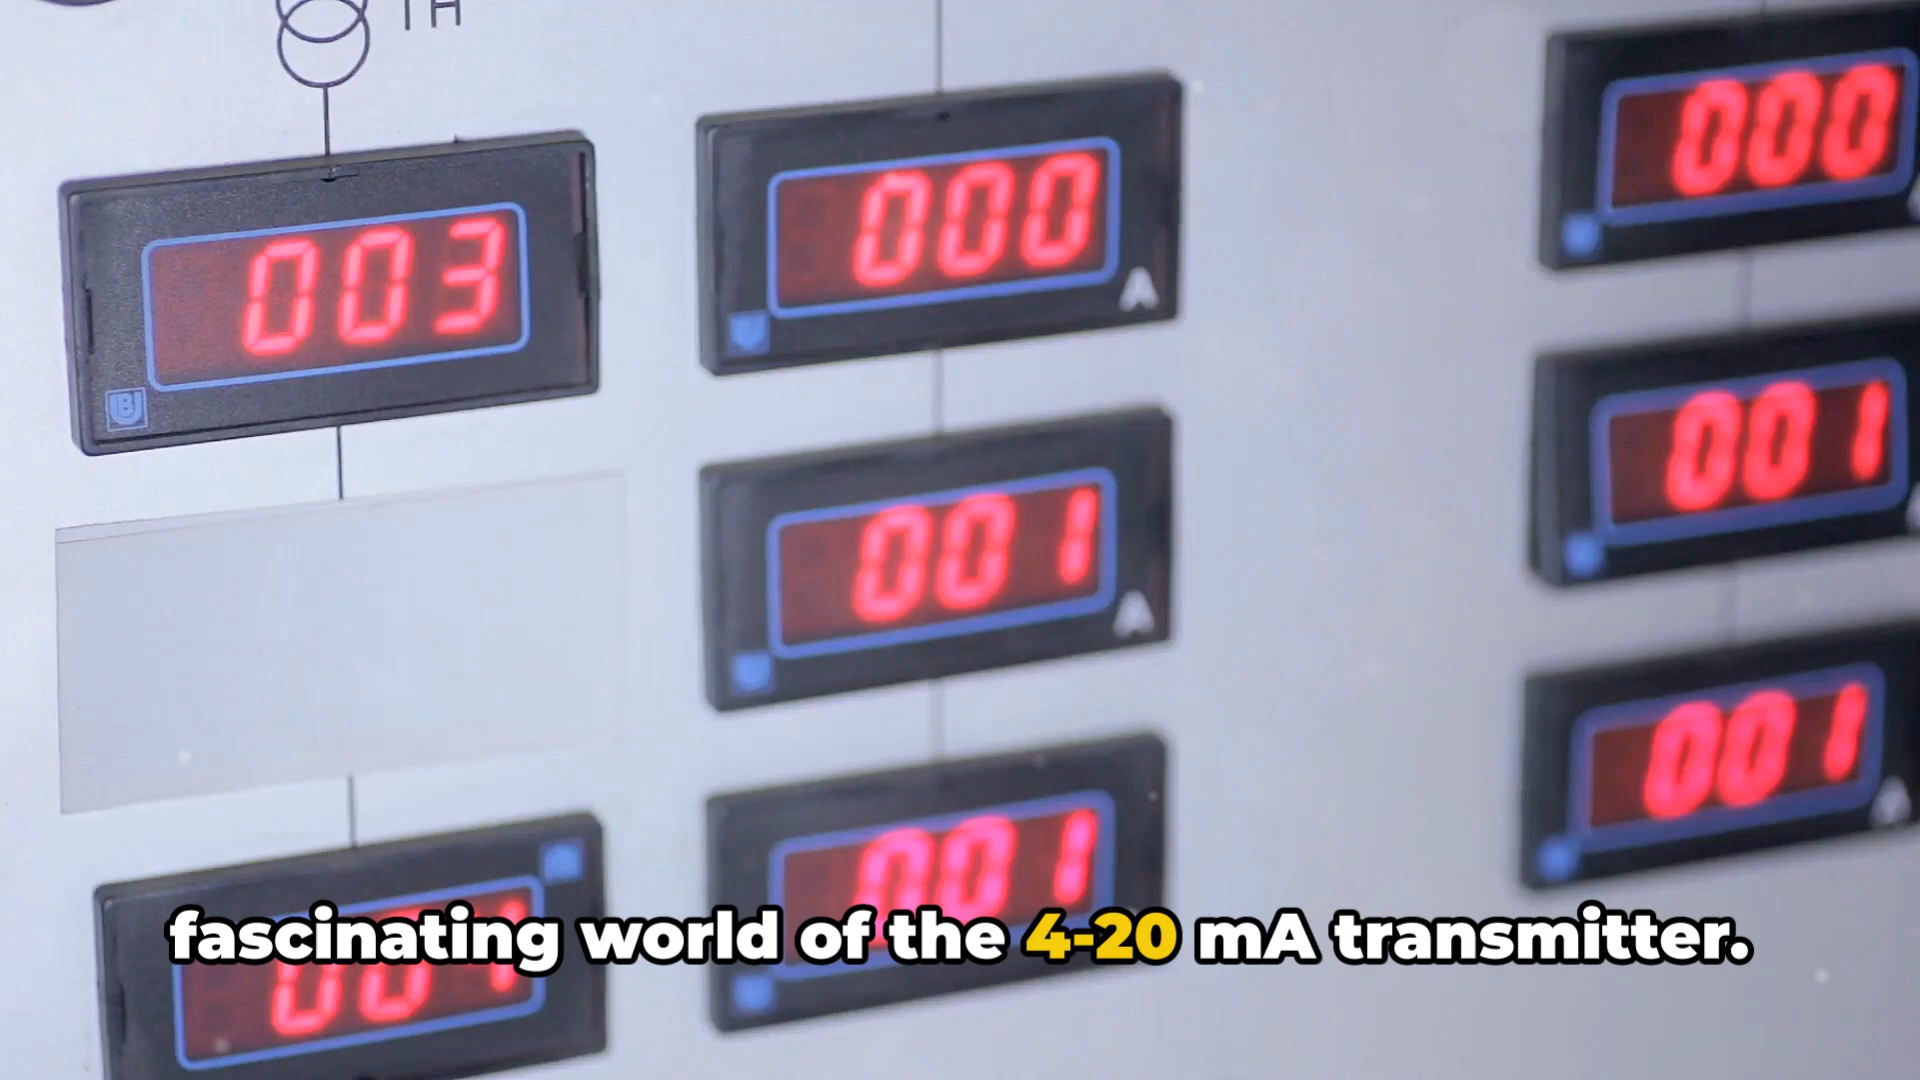 TH
003
000
A
000
001
A
001
001
001
fascinating world of the 4-20 mA transmitter.